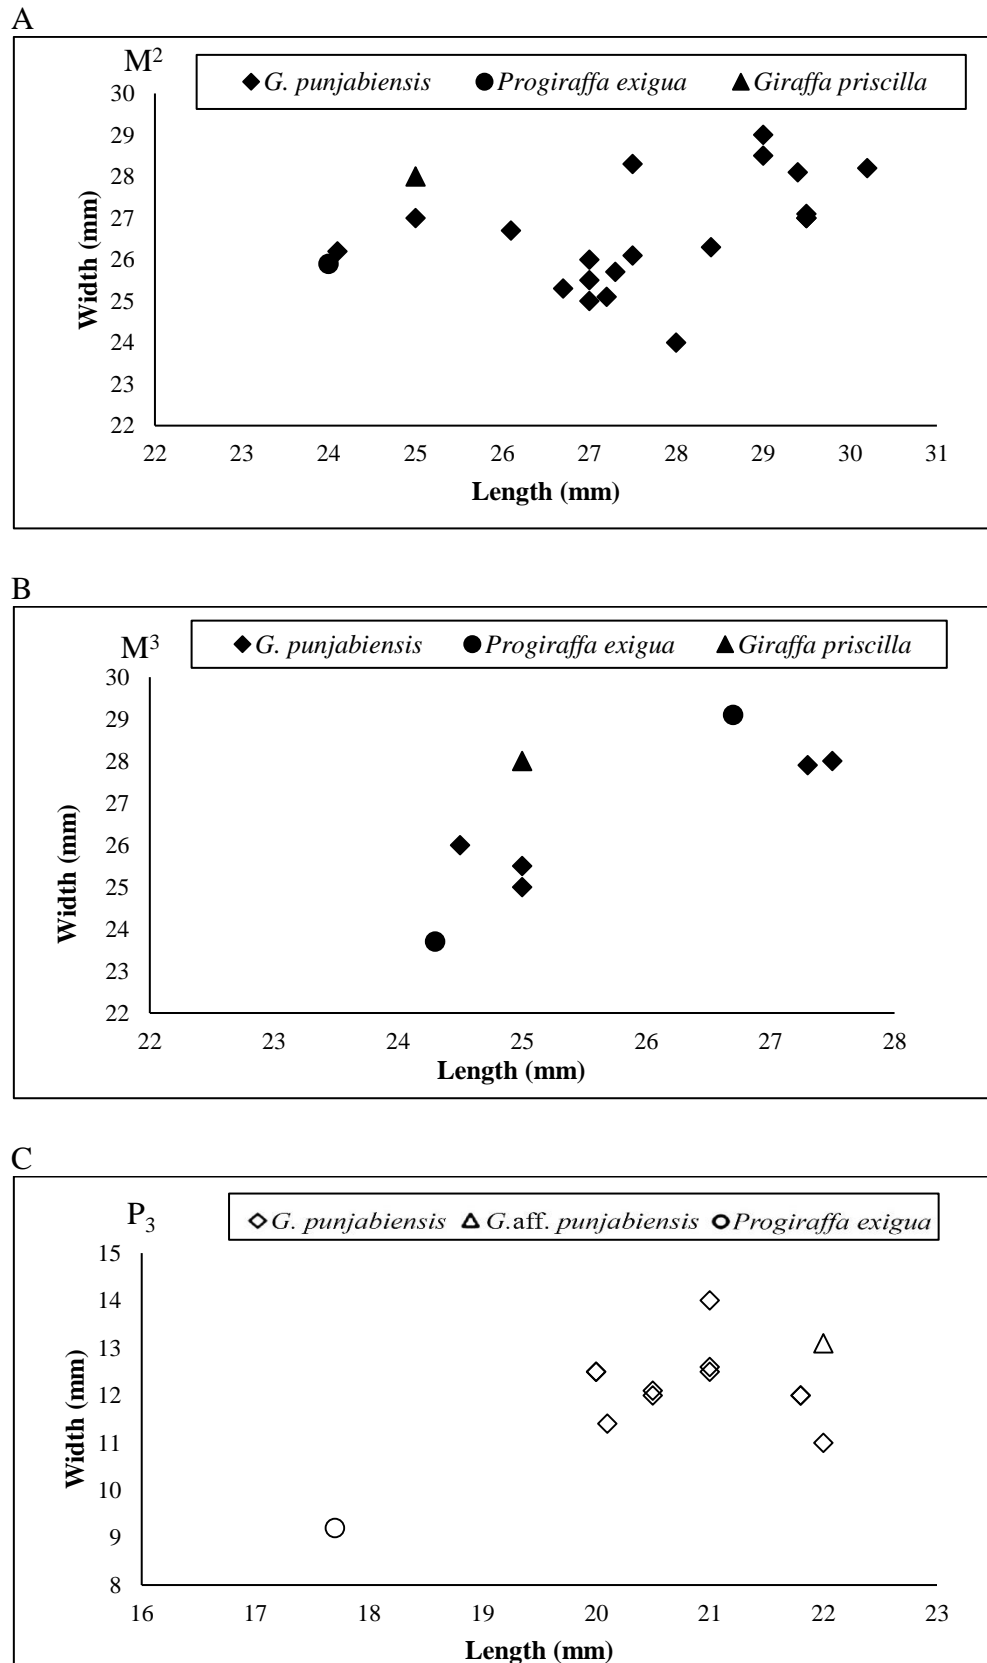 A
M²
◆ G. punjabiensis ● Progiraffa exigua ▲ Giraffa priscilla
30
29
28
27
26
25
24
23
22
Width (mm)
22 23 24 25 26 27 28 29 30 31
Length (mm)
B
M³
◆ G. punjabiensis ● Progiraffa exigua ▲ Giraffa priscilla
30
29
28
27
26
25
24
23
22
Width (mm)
22 23 24 25 26 27 28
Length (mm)
C
P₃
◇ G. punjabiensis △ G.aff. punjabiensis ○ Progiraffa exigua
15
14
13
12
11
10
9
8
Width (mm)
16 17 18 19 20 21 22 23
Length (mm)